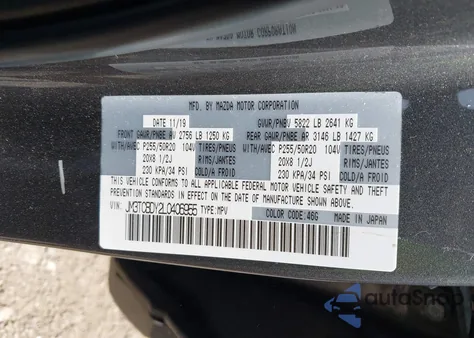 MFD. BY MAZDA MOTOR CORPORATION
DATE 11/19 GVWR/PNBV 5822 LB 2641 KG
FRONT GAWR/PNBE AV 2756 LB 1250 KG REAR GAWR/PNBE AR 3146 LB 1427 KG
WITH/AVEC P255/50R20 104V TIRES/PNEUS WITH/AVEC P255/50R20 104V TIRES/PNEUS
20X8 1/2J RIMS/JANTE 20X8 1/2J RIMS/JANTE
230 KPA/34 PSI COLD/A FROID 230 KPA/34 PSI COLD/A FROID
THIS VEHICLE CONFORMS TO ALL APPLICABLE FEDERAL MOTOR VEHICLE SAFETY AND THEFT
PREVENTION STANDARDS IN EFFECT ON THE DATE OF MANUFACTURE SHOWN ABOVE.
VIN: JM3TCBDY2L0406965 TYPE:MPV COLOR CODE:46G MADE IN JAPAN
autoSnap